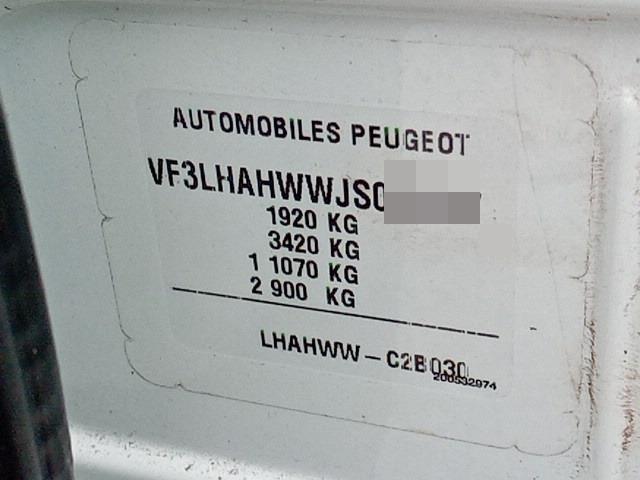 AUTOMOBILES PEUGEOT
VF3LHAHWWJS0
1920 KG
3420 KG
1 1070 KG
2 900 KG
LHAHWW - C2B030
200532974